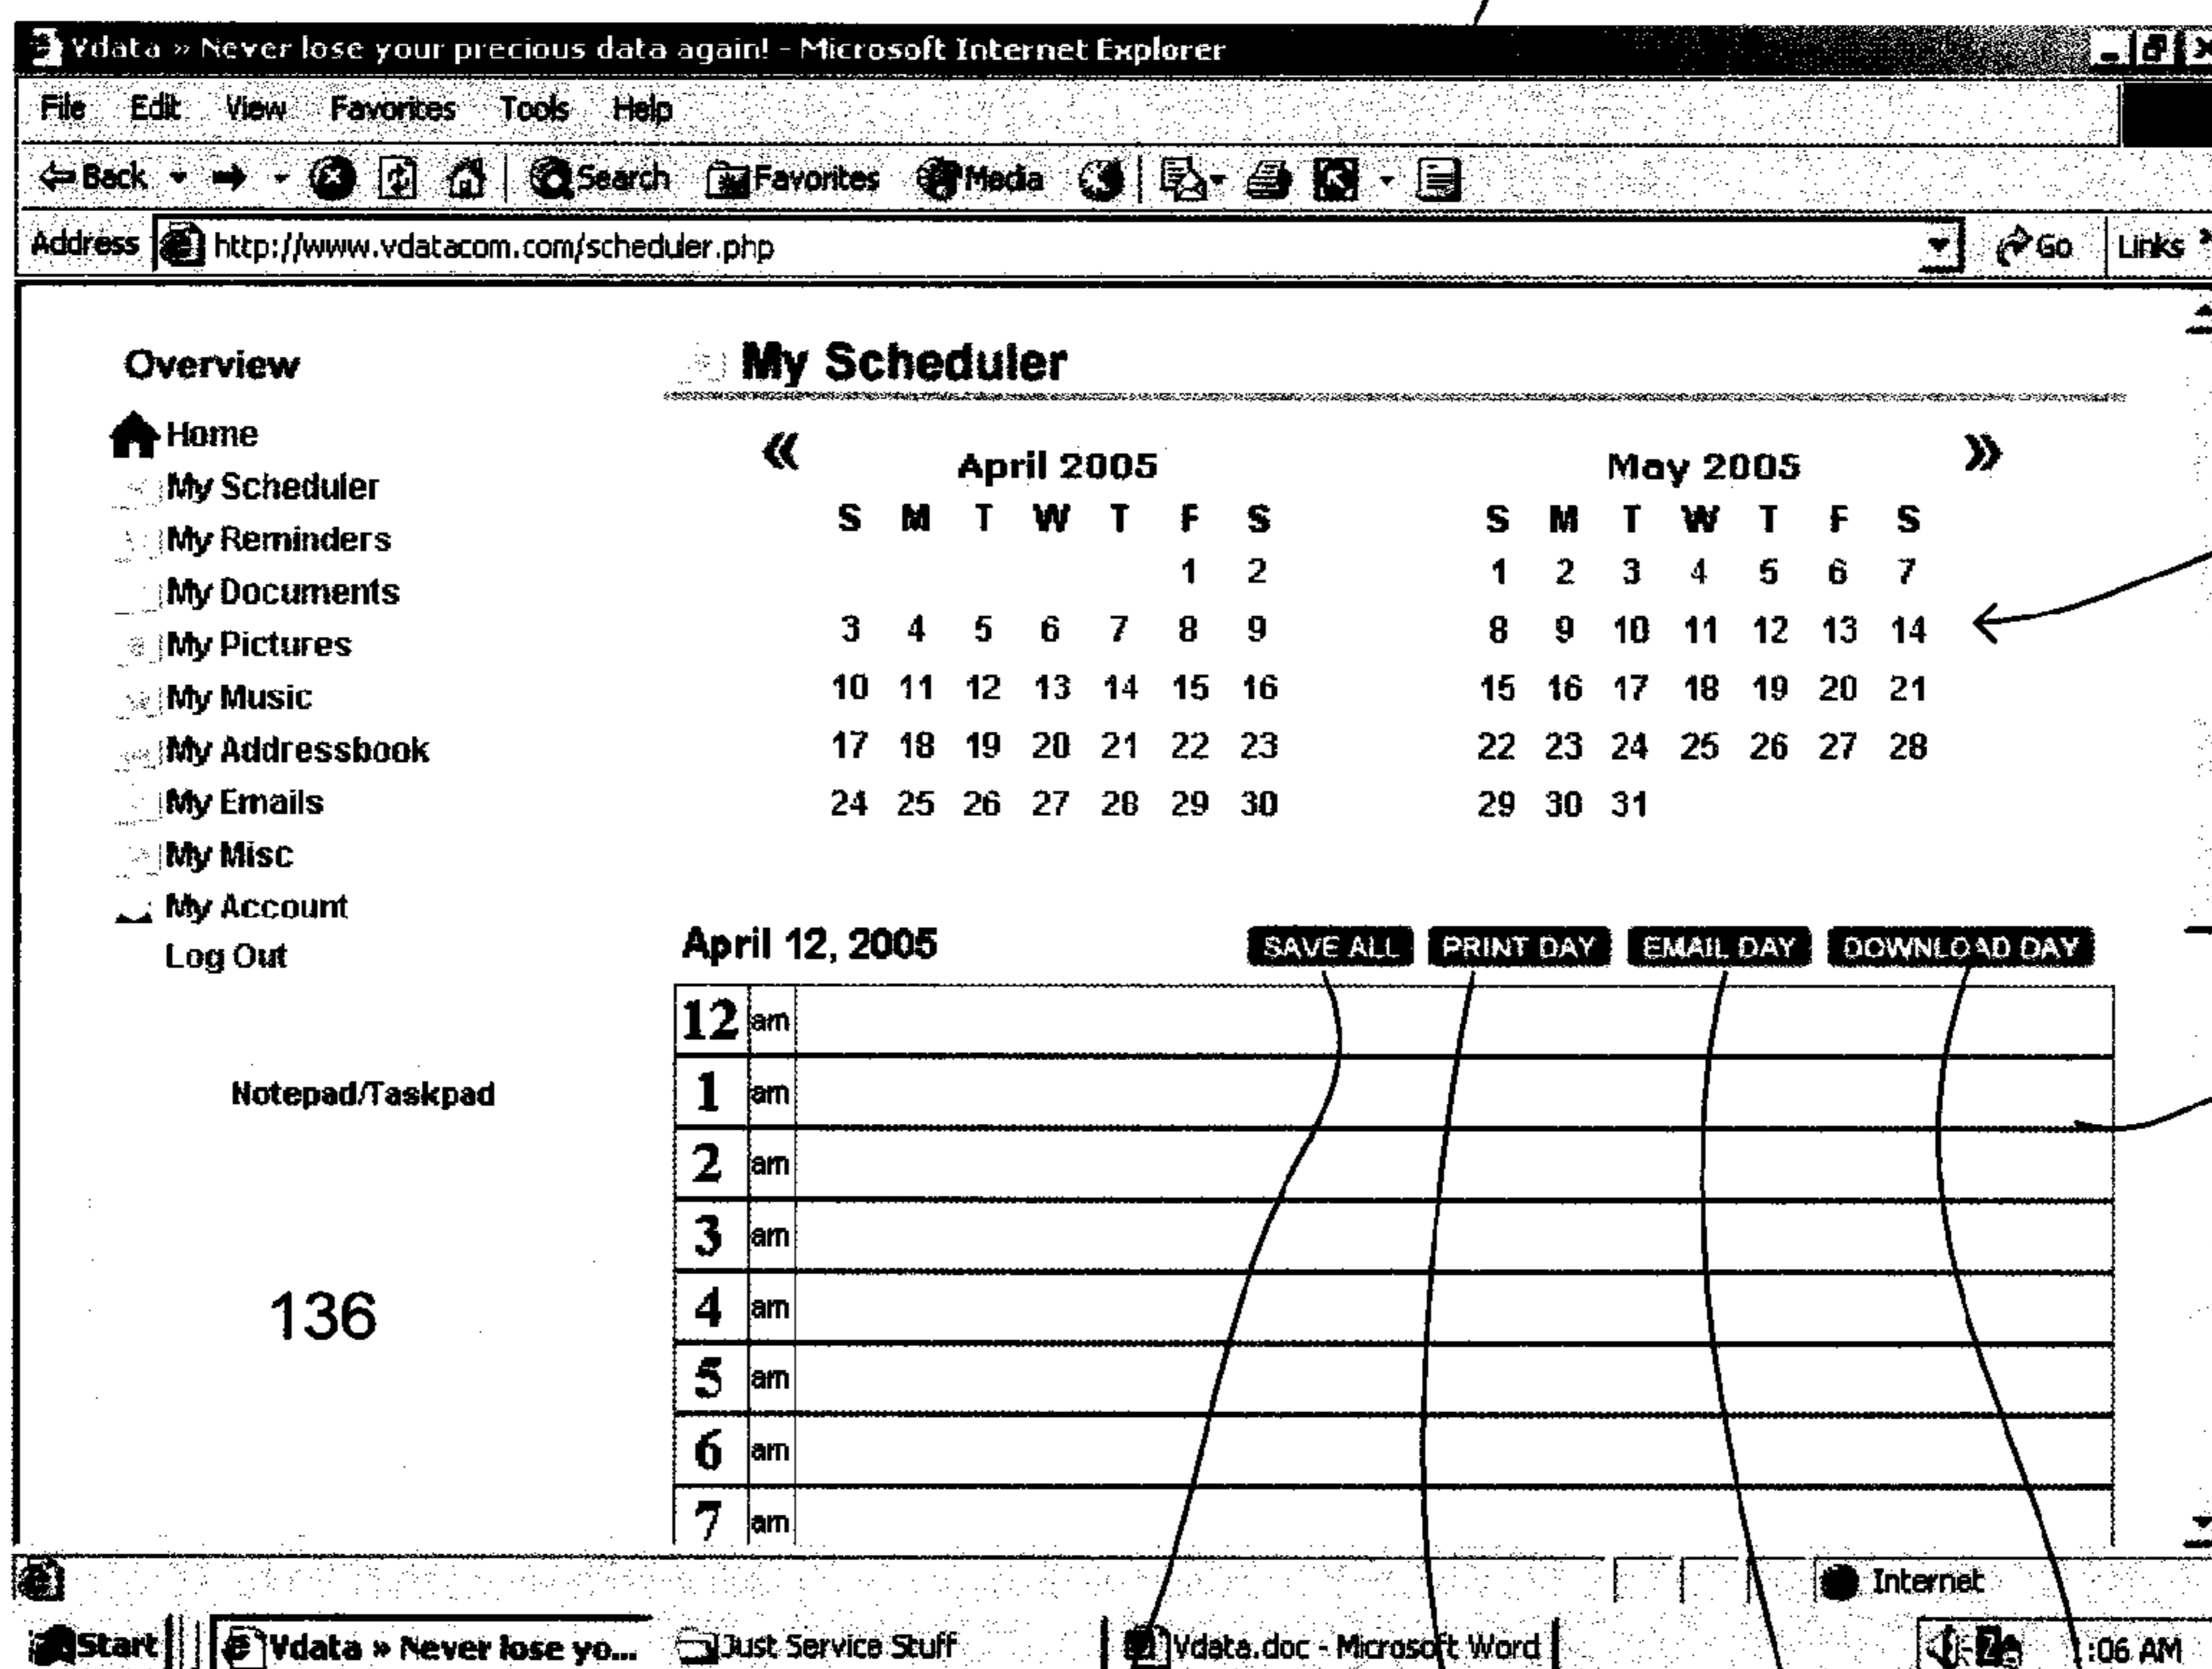 Vdata » Never lose your precious data again! - Microsoft Internet Explorer
File Edit View Favorites Tools Help
Back Search Favorites Media
Address http://www.vdatacom.com/scheduler.php Go Links »
Overview
Home
My Scheduler
My Reminders
My Documents
My Pictures
My Music
My Addressbook
My Emails
My Misc
My Account
Log Out
Notepad/Taskpad
136
My Scheduler
« April 2005
S M T W T F S
1 2
3 4 5 6 7 8 9
10 11 12 13 14 15 16
17 18 19 20 21 22 23
24 25 26 27 28 29 30
May 2005 »
S M T W T F S
1 2 3 4 5 6 7
8 9 10 11 12 13 14
15 16 17 18 19 20 21
22 23 24 25 26 27 28
29 30 31
April 12, 2005 SAVE ALL PRINT DAY EMAIL DAY DOWNLOAD DAY
12 am
1 am
2 am
3 am
4 am
5 am
6 am
7 am
Internet
Start Vdata » Never lose yo... Just Service Stuff Vdata.doc - Microsoft Word :06 AM